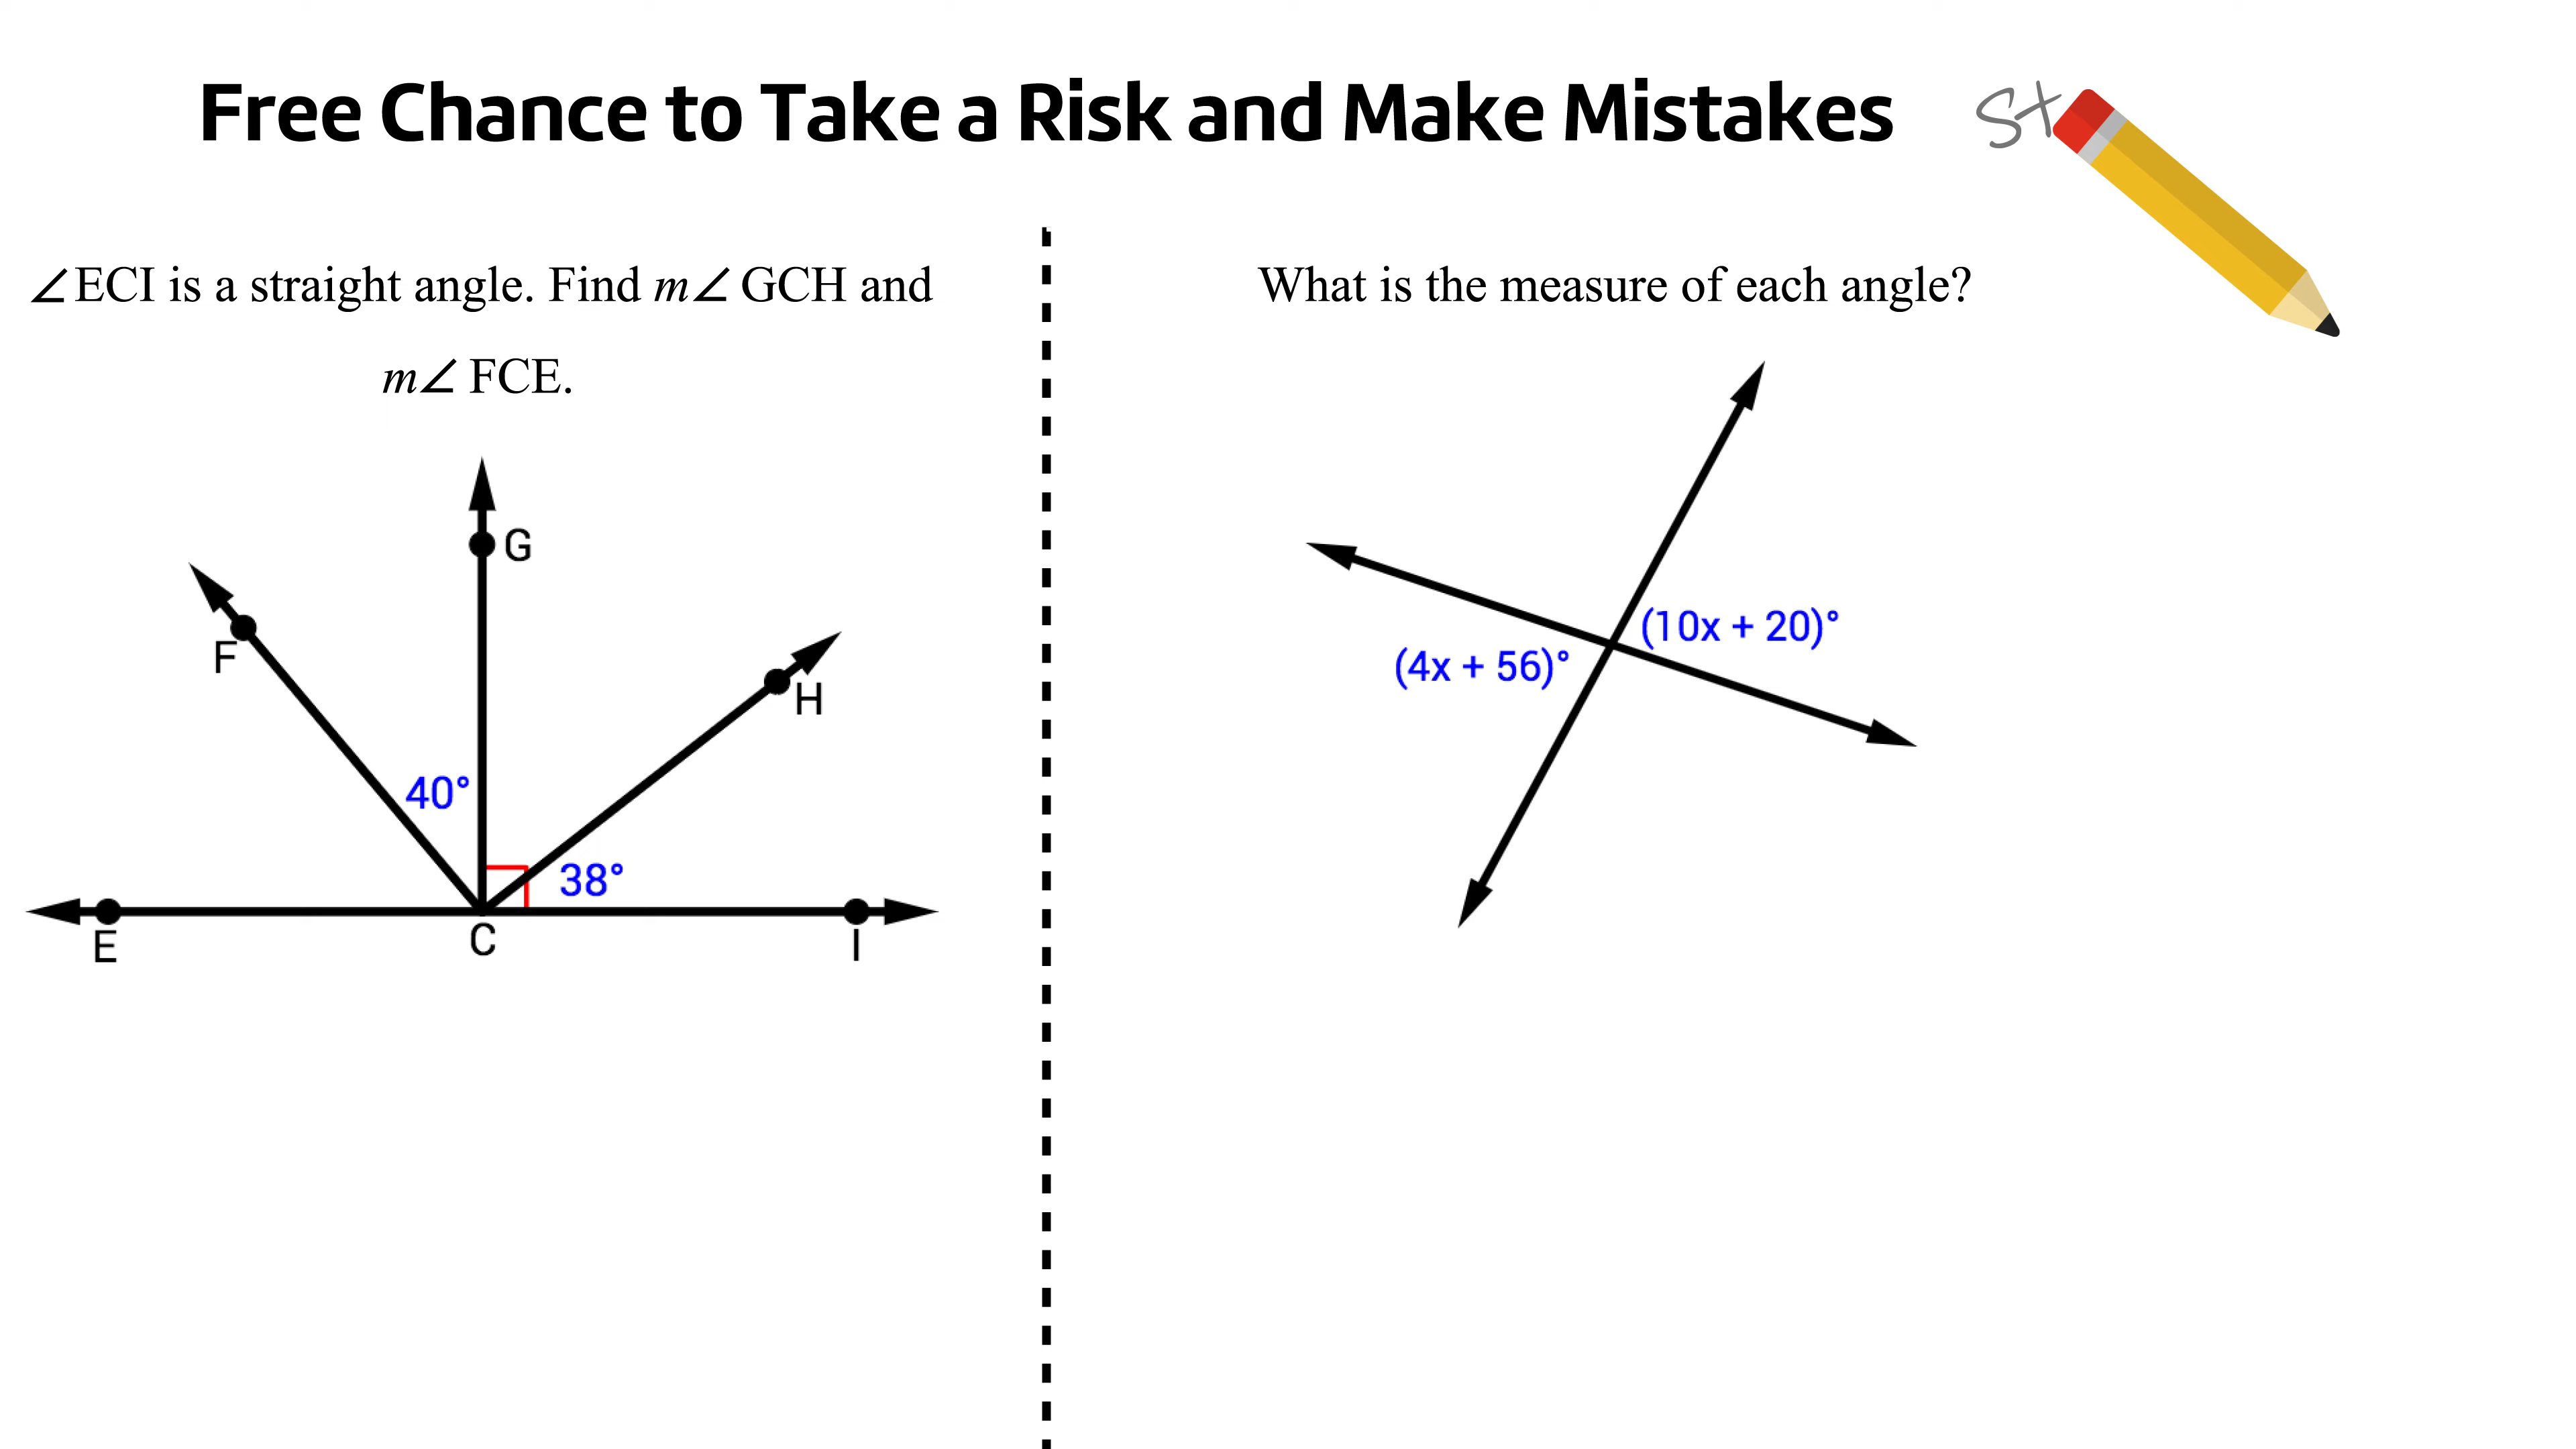 Free Chance to Take a Risk and Make Mistakes
St
∠ECI is a straight angle. Find m∠GCH and
m∠ FCE.
G
F
H
40°
38°
E
C
I
What is the measure of each angle?
(10x + 20)°
(4x + 56)°